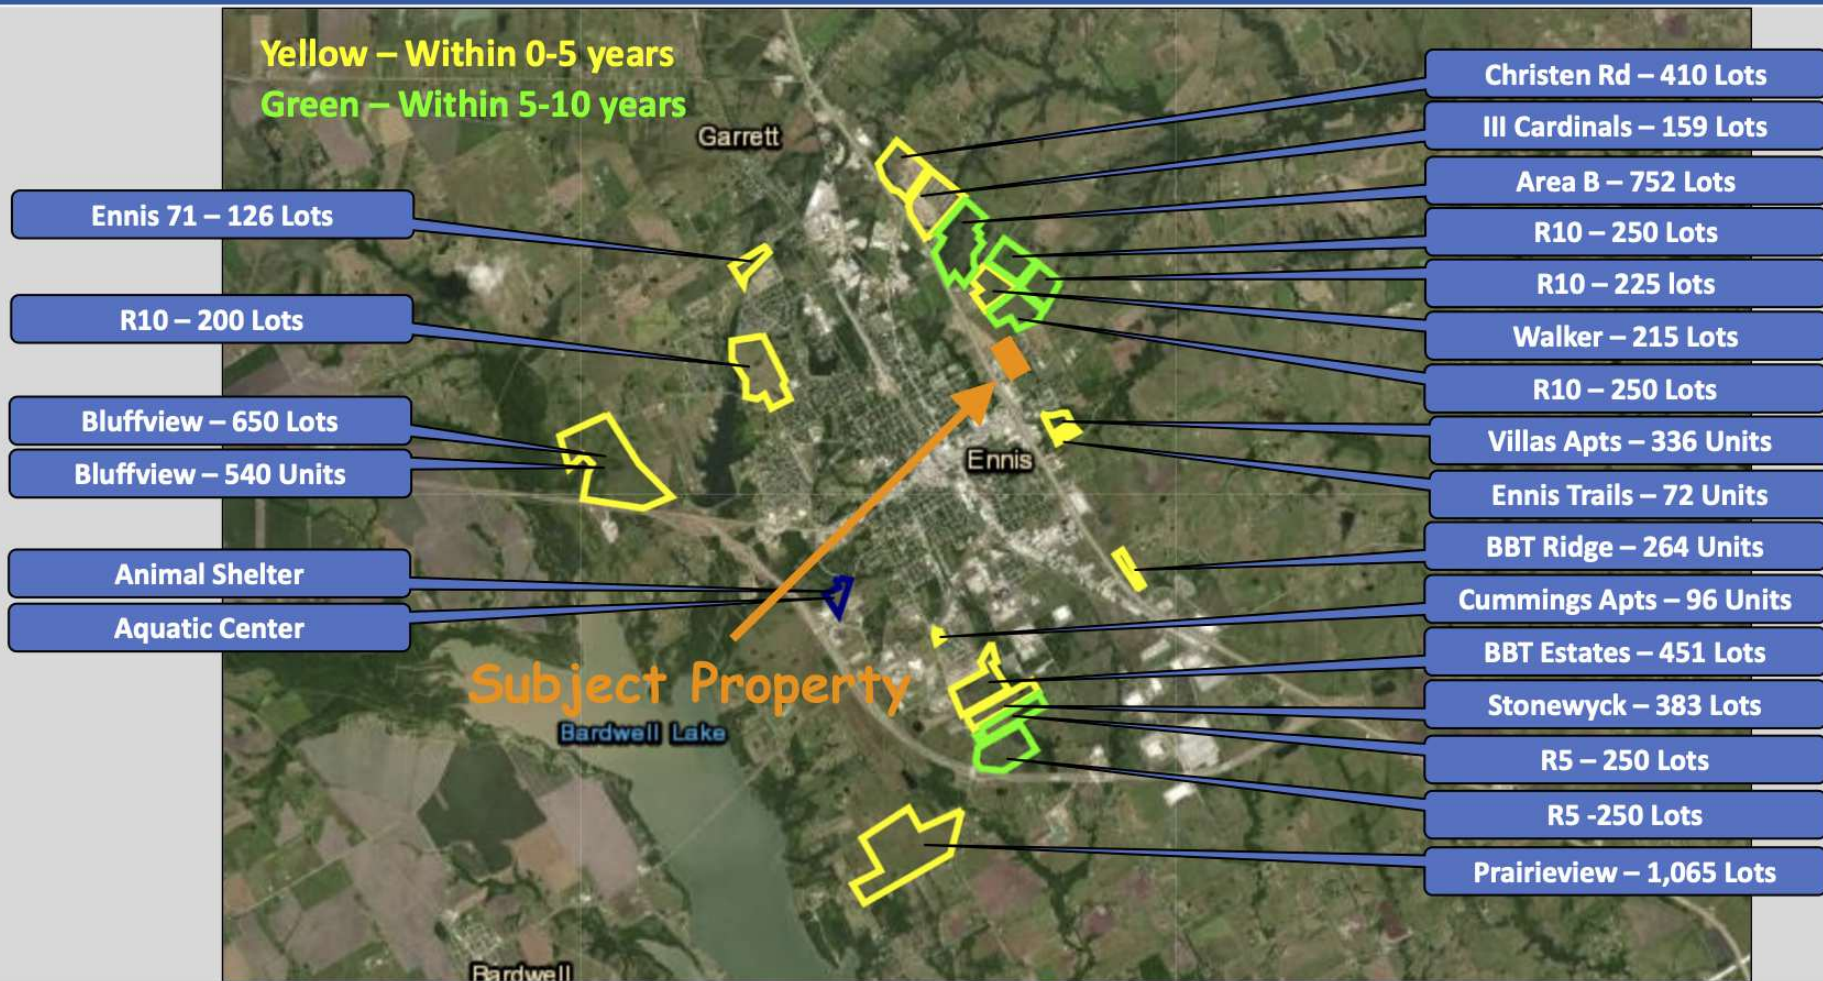 Yellow – Within 0-5 years
Green – Within 5-10 years
Garrett
Ennis 71 – 126 Lots
R10 – 200 Lots
Bluffview – 650 Lots
Bluffview – 540 Units
Animal Shelter
Aquatic Center
Ennis
Subject Property
Bardwell Lake
Bardwell
Christen Rd – 410 Lots
III Cardinals – 159 Lots
Area B – 752 Lots
R10 – 250 Lots
R10 – 225 lots
Walker – 215 Lots
R10 – 250 Lots
Villas Apts – 336 Units
Ennis Trails – 72 Units
BBT Ridge – 264 Units
Cummings Apts – 96 Units
BBT Estates – 451 Lots
Stonewyck – 383 Lots
R5 – 250 Lots
R5 -250 Lots
Prairieview – 1,065 Lots